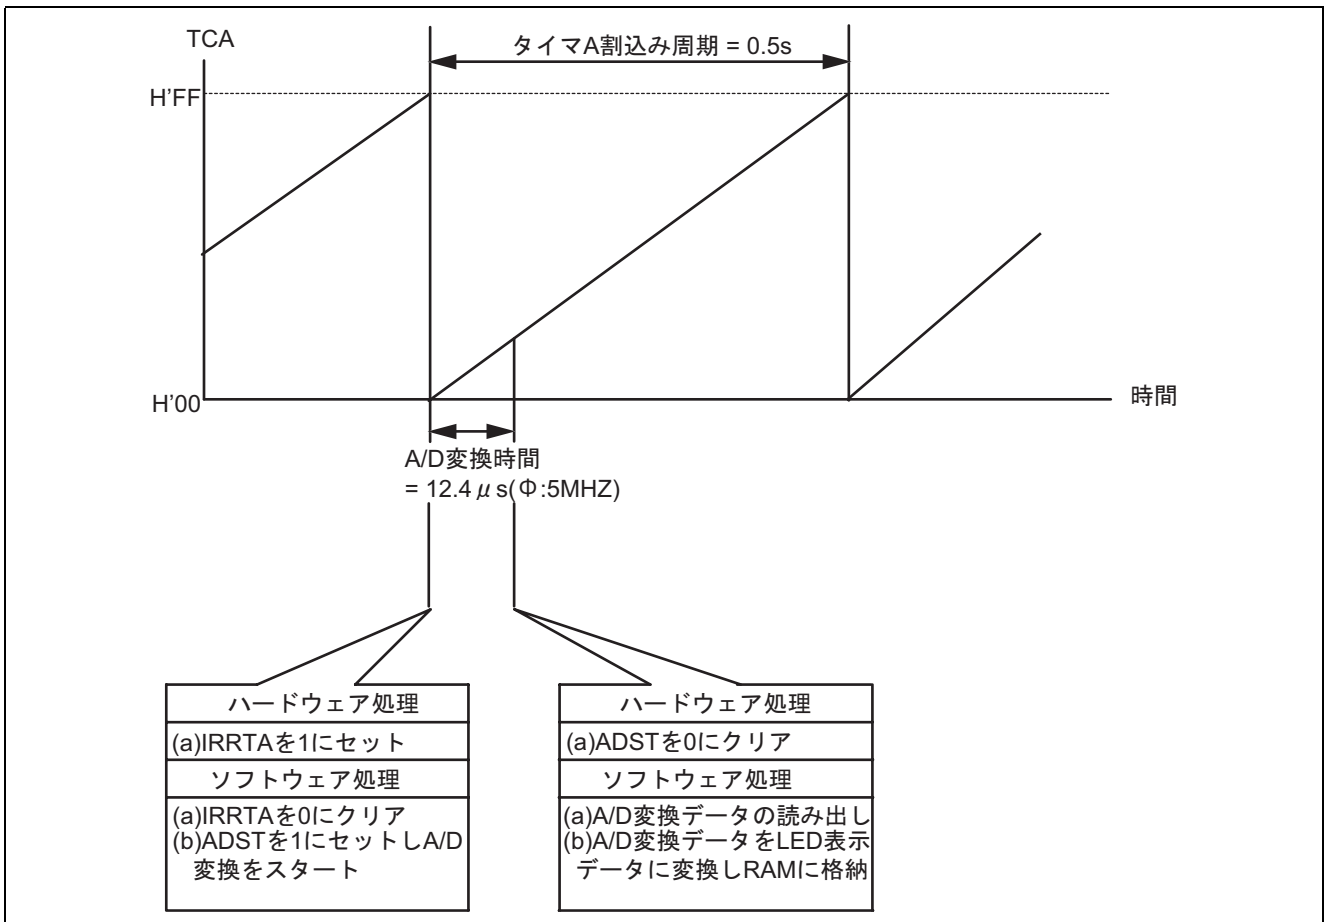 TCA
タイマA割込み周期 = 0.5s
H'FF
H'00
時間
A/D変換時間
= 12.4 μ s(Φ:5MHZ)
ハードウェア処理
(a)IRRTAを1にセット
ソフトウェア処理
(a)IRRTAを0にクリア
(b)ADSTを1にセットしA/D
変換をスタート
ハードウェア処理
(a)ADSTを0にクリア
ソフトウェア処理
(a)A/D変換データの読み出し
(b)A/D変換データをLED表示
データに変換しRAMに格納